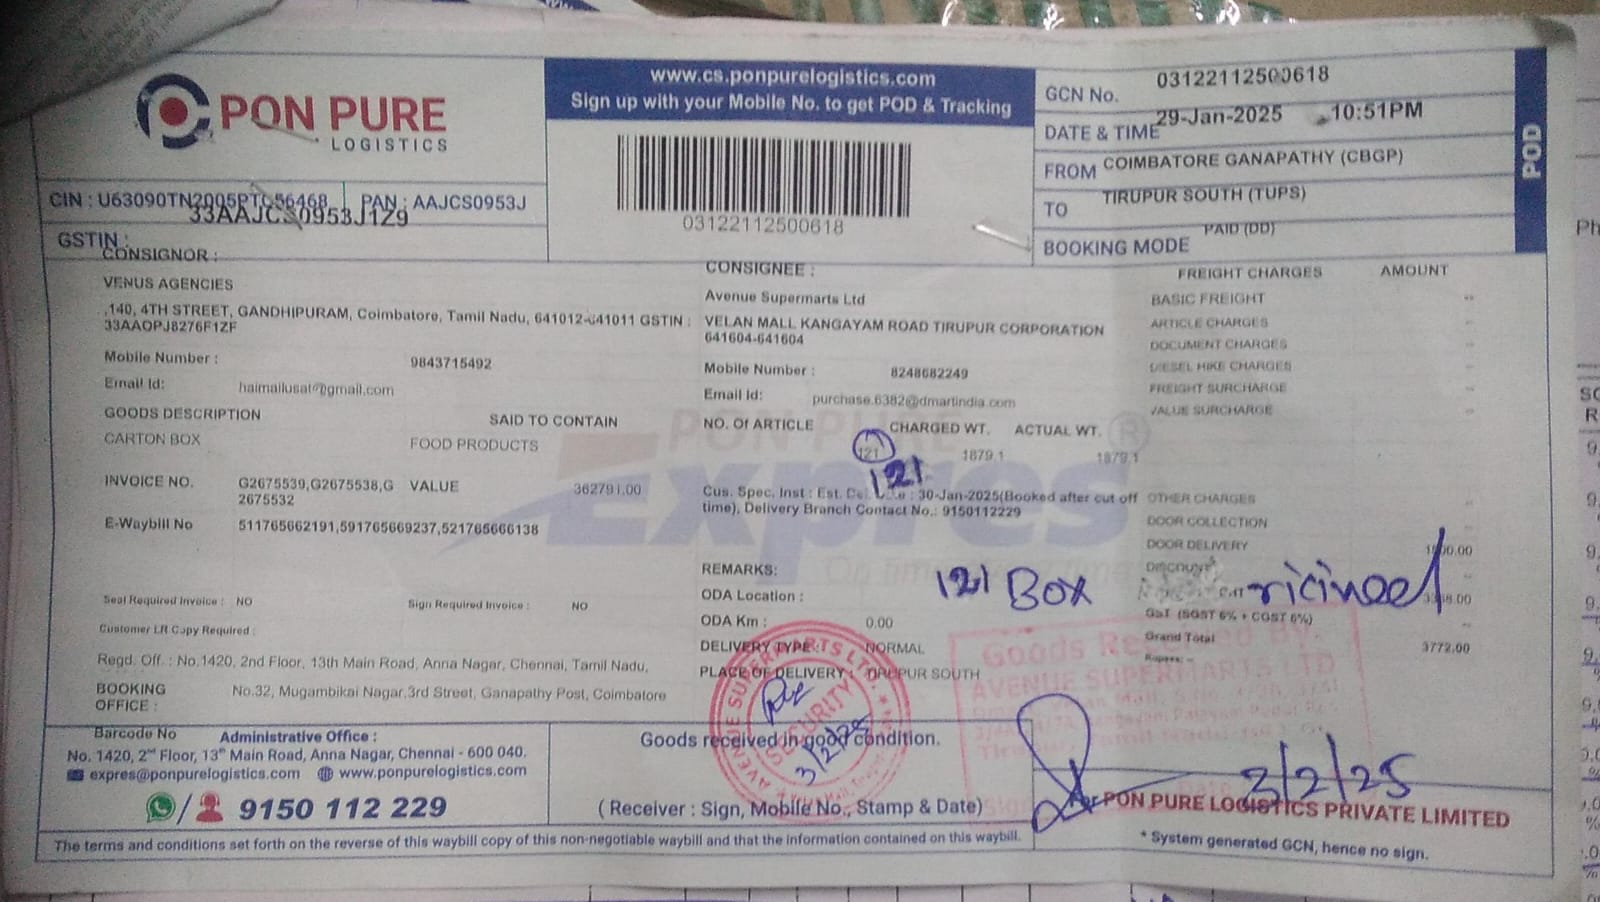 PON PURE
LOGISTICS
www.cs.ponpurelogistics.com
Sign up with your Mobile No. to get POD & Tracking
03122112500618
GCN No. 03122112500618
DATE & TIME 29-Jan-2025 10:51PM
FROM COIMBATORE GANAPATHY (CBGP)
TO TIRUPUR SOUTH (TUPS)
BOOKING MODE PAID (DD)
POD
CIN : U63090TN2005PTC56468 PAN : AAJCS0953J
33AAJCS0953J1Z9
GSTIN :
CONSIGNOR :
VENUS AGENCIES
,140, 4TH STREET, GANDHIPURAM, Coimbatore, Tamil Nadu, 641012-641011 GSTIN :
33AAOPJ8276F1ZF
Mobile Number : 9843715492
Email Id: haimailusat@gmail.com
GOODS DESCRIPTION SAID TO CONTAIN
CARTON BOX FOOD PRODUCTS
INVOICE NO. G2675539,G2675538,G VALUE 362791.00
2675532
E-Waybill No 511765662191,591765669237,521765666138
Seal Required Invoice : NO Sign Required Invoice : NO
Customer LR Copy Required :
Regd. Off. : No.1420, 2nd Floor, 13th Main Road, Anna Nagar, Chennai, Tamil Nadu,
BOOKING No.32, Mugambikai Nagar,3rd Street, Ganapathy Post, Coimbatore
OFFICE :
CONSIGNEE :
Avenue Supermarts Ltd
VELAN MALL KANGAYAM ROAD TIRUPUR CORPORATION
641604-641604
Mobile Number : 8248682249
Email Id: purchase.6382@dmartindia.com
NO. Of ARTICLE CHARGED WT. ACTUAL WT.
121 1879.1 1879.1
121
Cus. Spec. Inst : Est. Del. Date : 30-Jan-2025(Booked after cut off
time), Delivery Branch Contact No.: 9150112229
PON PURE
Expres
®
REMARKS:
121 Box
ODA Location :
ODA Km : 0.00
DELIVERY TYPE : NORMAL
PLACE OF DELIVERY : TIRUPUR SOUTH
FREIGHT CHARGES AMOUNT
BASIC FREIGHT --
ARTICLE CHARGES --
DOCUMENT CHARGES --
DIESEL HIKE CHARGES --
FREIGHT SURCHARGE --
VALUE SURCHARGE --
OTHER CHARGES --
DOOR COLLECTION --
DOOR DELIVERY
DISCOUNT --
GST (SGST 6% + CGST 6%) --
Grand Total 3772.00
Rupees: --
AVENUE SUPERMARTS LTD.
SECURITY
3/2/25
Goods Received By
AVENUE SUPERMARTS LTD
3/2/25
Barcode No Administrative Office :
No. 1420, 2nd Floor, 13th Main Road, Anna Nagar, Chennai - 600 040.
expres@ponpurelogistics.com www.ponpurelogistics.com
/ 9150 112 229
Goods received in good condition.
( Receiver : Sign, Mobile No., Stamp & Date)
For PON PURE LOGISTICS PRIVATE LIMITED
The terms and conditions set forth on the reverse of this waybill copy of this non-negotiable waybill and that the information contained on this waybill.
* System generated GCN, hence no sign.